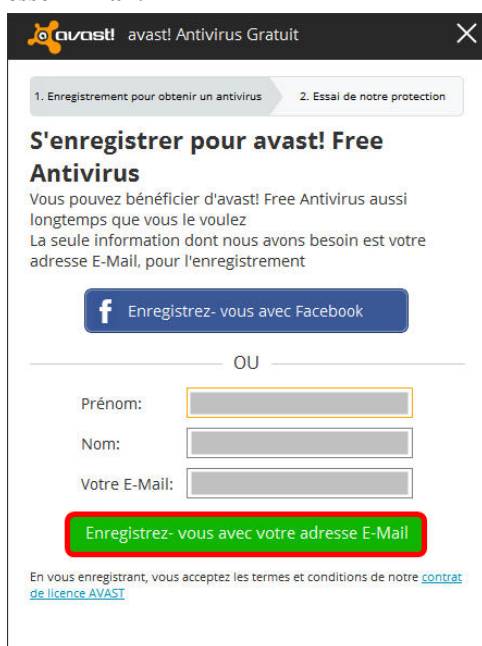 avast! avast! Antivirus Gratuit
1. Enregistrement pour obtenir un antivirus 2. Essai de notre protection
S'enregistrer pour avast! Free
Antivirus
Vous pouvez bénéficier d'avast! Free Antivirus aussi
longtemps que vous le voulez
La seule information dont nous avons besoin est votre
adresse E-Mail, pour l'enregistrement
f Enregistrez- vous avec Facebook
OU
Prénom:
Nom:
Votre E-Mail:
Enregistrez- vous avec votre adresse E-Mail
En vous enregistrant, vous acceptez les termes et conditions de notre contrat
de licence AVAST